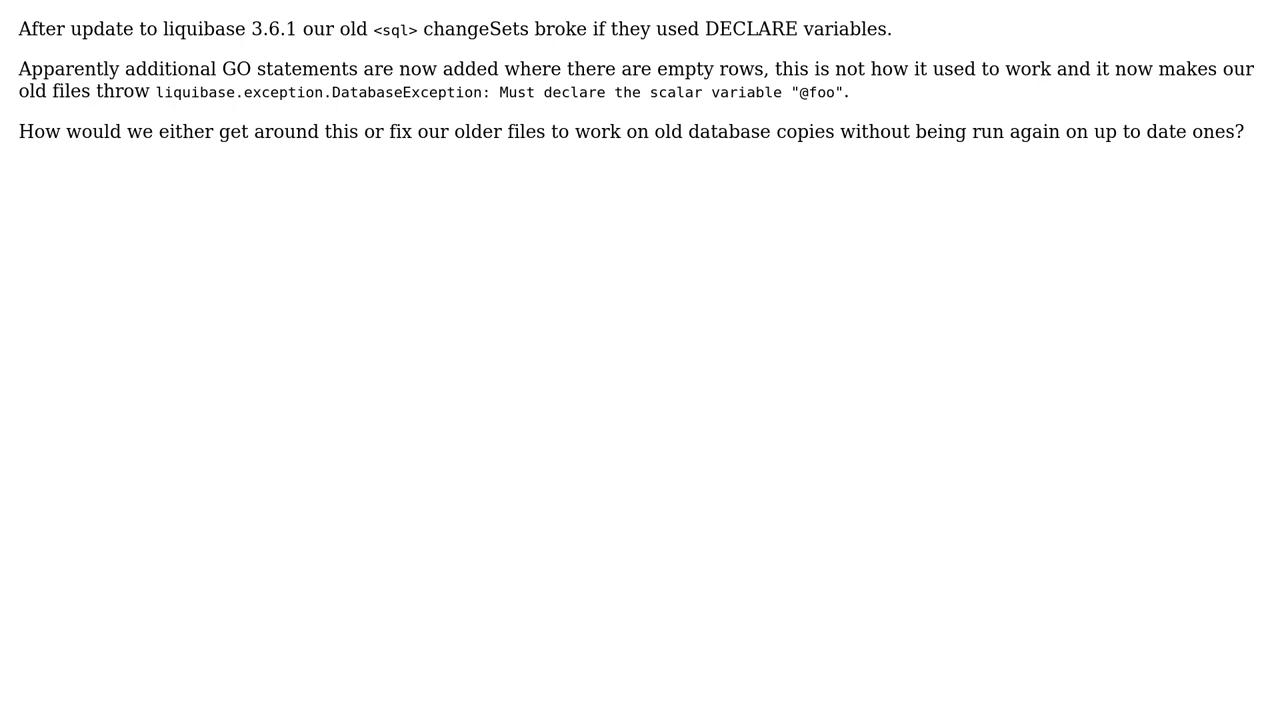 After update to liquibase 3.6.1 our old <sql> changeSets broke if they used DECLARE variables.
Apparently additional GO statements are now added where there are empty rows, this is not how it used to work and it now makes our
old files throw liquibase.exception.DatabaseException: Must declare the scalar variable "@foo".
How would we either get around this or fix our older files to work on old database copies without being run again on up to date ones?